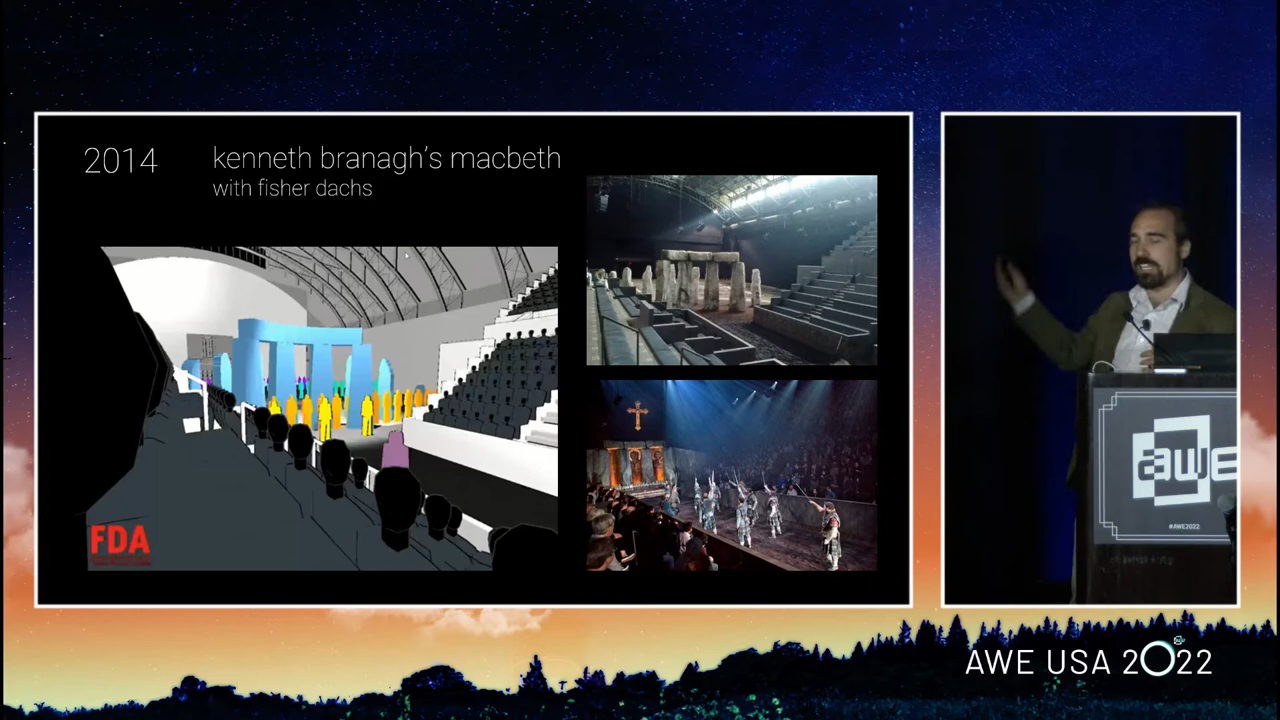 2014
kenneth branagh's macbeth
with fisher dachs
FDA
awe
#AWE2022
AWE USA 2022